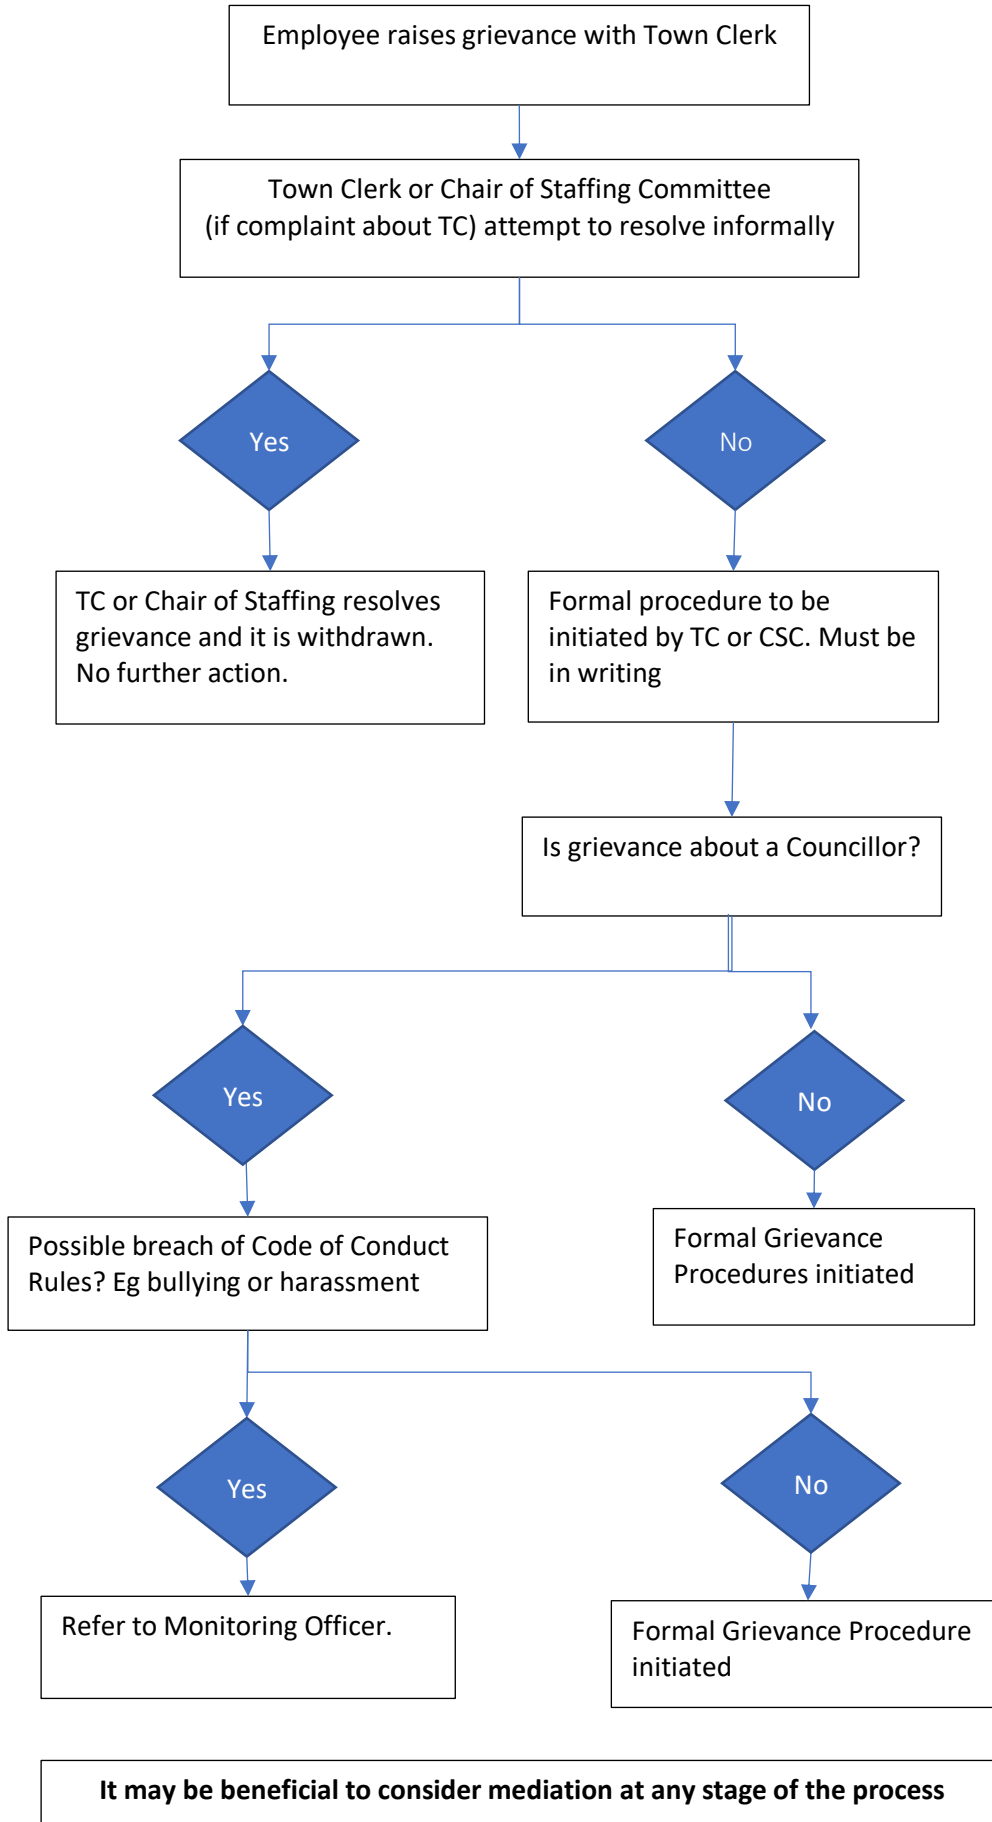 Employee raises grievance with Town Clerk
Town Clerk or Chair of Staffing Committee
(if complaint about TC) attempt to resolve informally
Yes
No
TC or Chair of Staffing resolves
grievance and it is withdrawn.
No further action.
Formal procedure to be
initiated by TC or CSC. Must be
in writing
Is grievance about a Councillor?
Yes
No
Possible breach of Code of Conduct
Rules? Eg bullying or harassment
Formal Grievance
Procedures initiated
Yes
No
Refer to Monitoring Officer.
Formal Grievance Procedure
initiated
It may be beneficial to consider mediation at any stage of the process